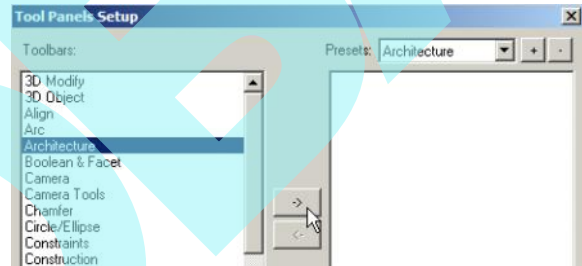 Tool Panels Setup
Toolbars:
Presets: Architecture + -
3D Modify
3D Object
Align
Arc
Architecture
Boolean & Facet
Camera
Camera Tools
Chamfer
Circle/Ellipse
Constraints
Construction
->
<-